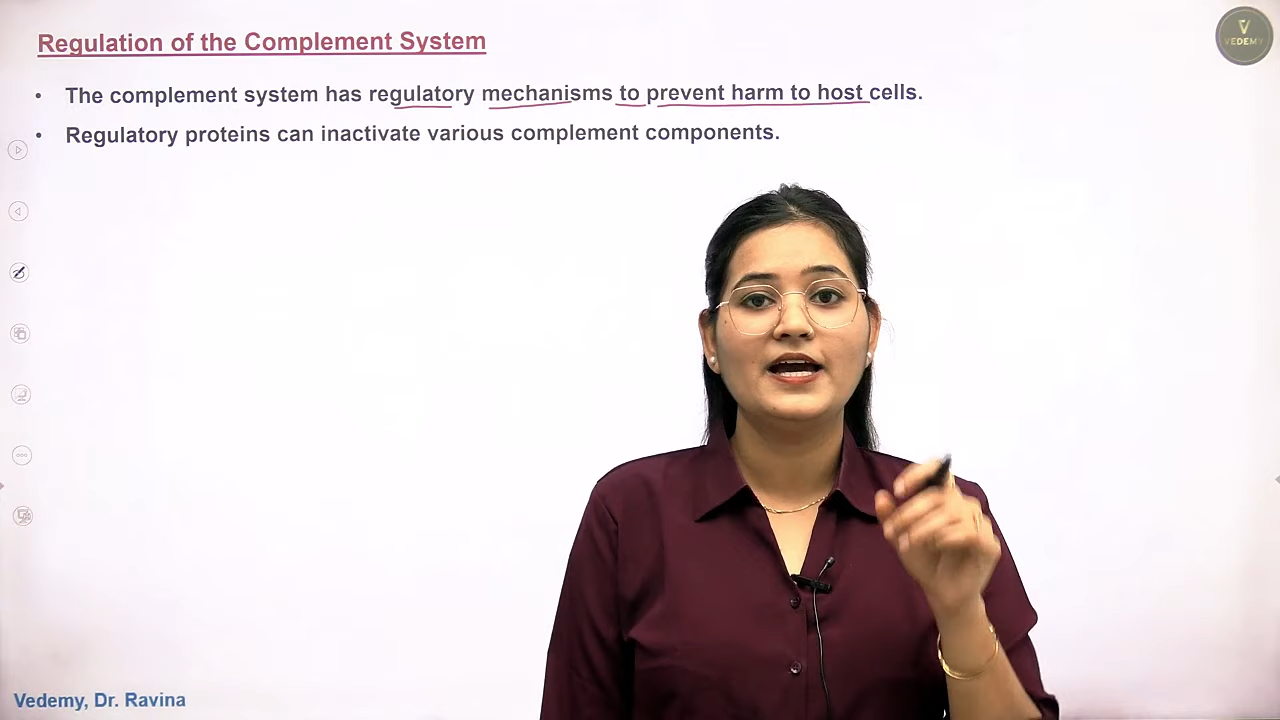 Regulation of the Complement System
VEDEMY
• The complement system has regulatory mechanisms to prevent harm to host cells.
• Regulatory proteins can inactivate various complement components.
Vedemy, Dr. Ravina